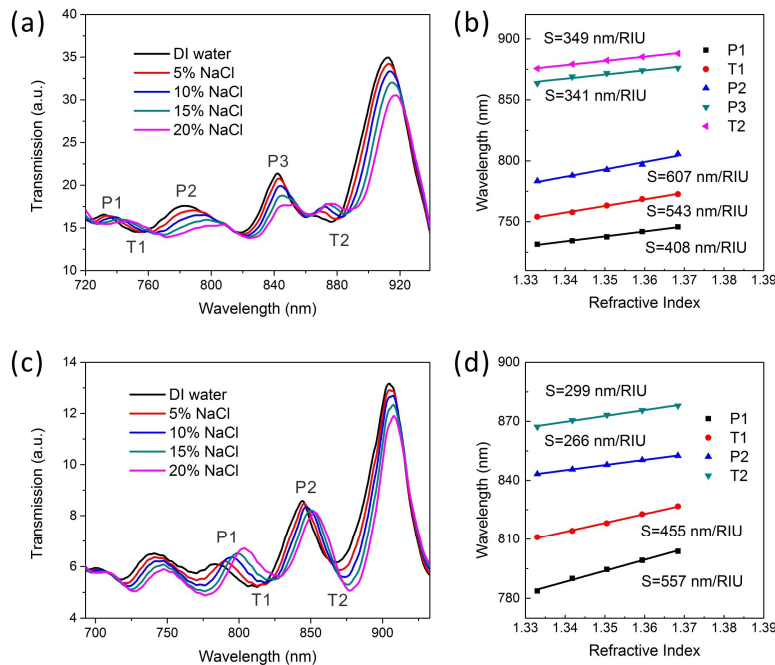 (a)
DI water
5% NaCl
10% NaCl
15% NaCl
20% NaCl
P1
T1
P2
P3
T2
Transmission (a.u.)
35
30
25
20
15
10
720 760 800 840 880 920
Wavelength (nm)
(b)
S=349 nm/RIU
S=341 nm/RIU
S=607 nm/RIU
S=543 nm/RIU
S=408 nm/RIU
P1
T1
P2
P3
T2
Wavelength (nm)
900
850
800
750
700
1.33 1.34 1.35 1.36 1.37 1.38 1.39
Refractive Index
(c)
DI water
5% NaCl
10% NaCl
15% NaCl
20% NaCl
P1
T1
P2
T2
Transmission (a.u.)
14
12
10
8
6
4
700 750 800 850 900
Wavelength (nm)
(d)
S=299 nm/RIU
S=266 nm/RIU
S=455 nm/RIU
S=557 nm/RIU
P1
T1
P2
T2
Wavelength (nm)
900
870
840
810
780
1.33 1.34 1.35 1.36 1.37 1.38 1.39
Refractive Index